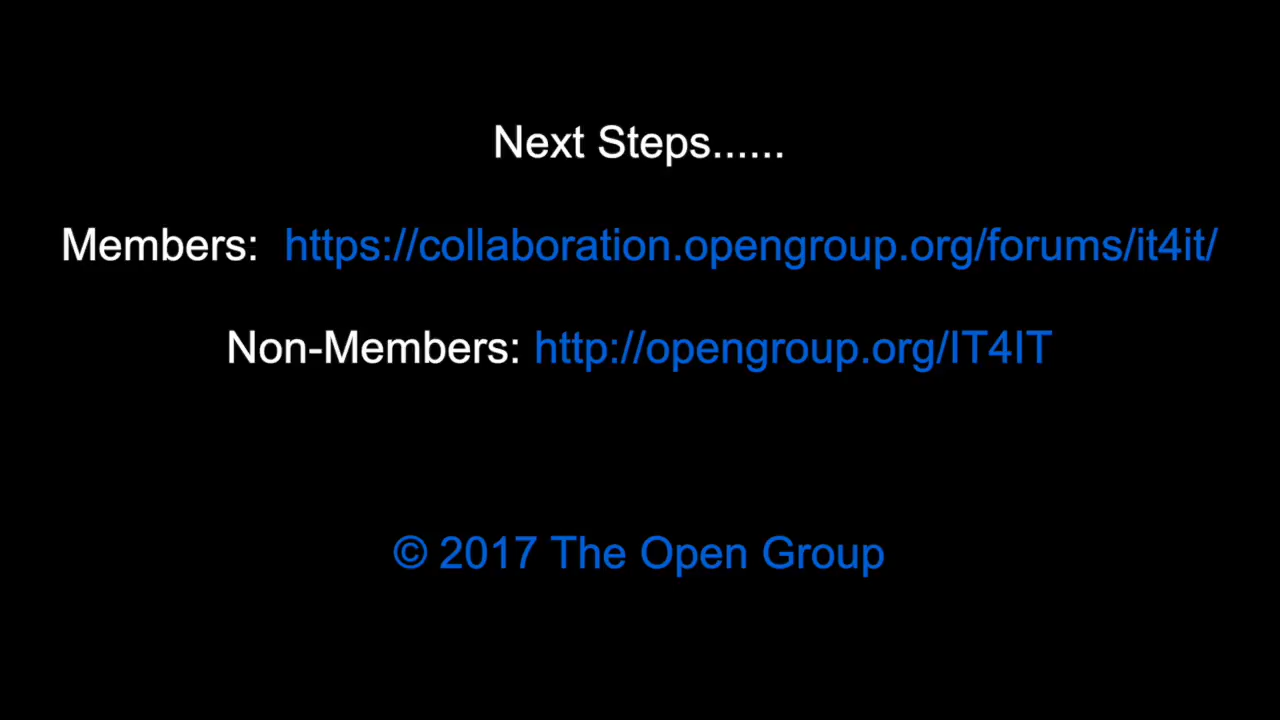 Next Steps......
Members: https://collaboration.opengroup.org/forums/it4it/
Non-Members: http://opengroup.org/IT4IT
© 2017 The Open Group